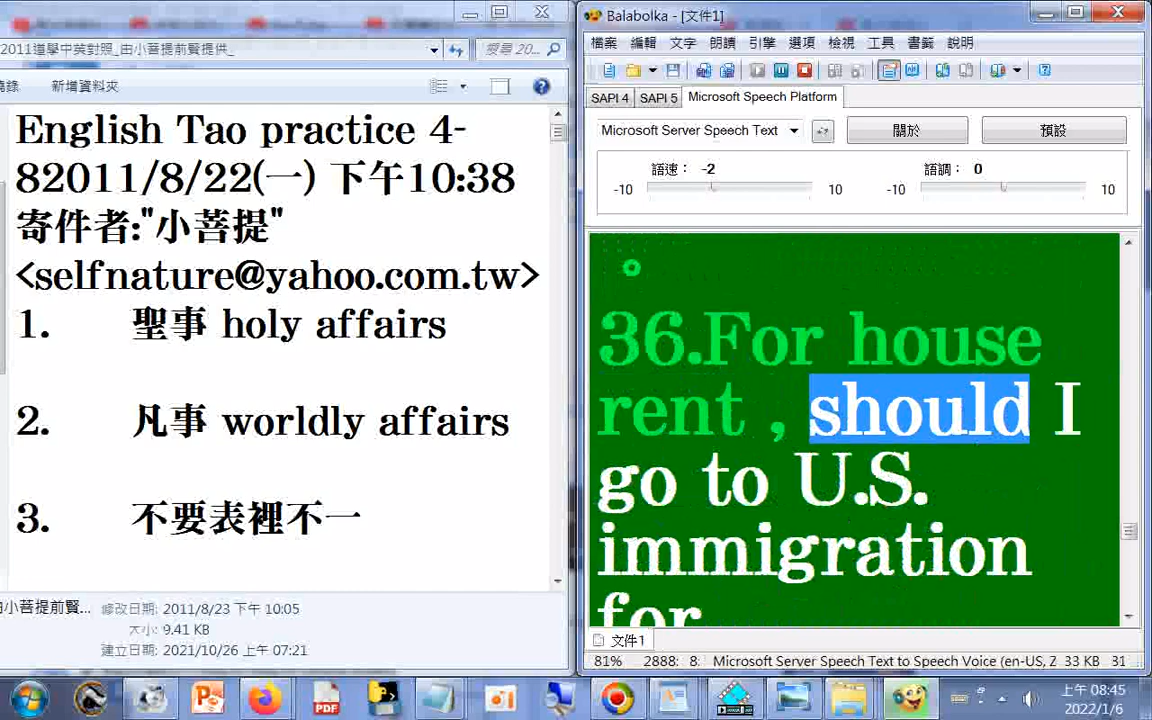 2011道學中英對照_由小菩提前賢提供_
搜尋 20...
新增資料夾
English Tao practice 4-
82011/8/22(一) 下午10:38
寄件者:"小菩提"
<selfnature@yahoo.com.tw>
1. 聖事 holy affairs
2. 凡事 worldly affairs
3. 不要表裡不一
由小菩提前賢... 修改日期: 2011/8/23 下午 10:05
大小: 9.41 KB
建立日期: 2021/10/26 上午 07:21
Balabolka - [文件1]
檔案 編輯 文字 朗讀 引擎 選項 檢視 工具 書籤 說明
SAPI 4 SAPI 5 Microsoft Speech Platform
Microsoft Server Speech Text 關於 預設
語速: -2 語調: 0
-10 10 -10 10
36.For house
rent , should I
go to U.S.
immigration
for
文件1
81% 2888: 8: Microsoft Server Speech Text to Speech Voice (en-US, Z 33 KB 31
PDF
上午 08:45
2022/1/6